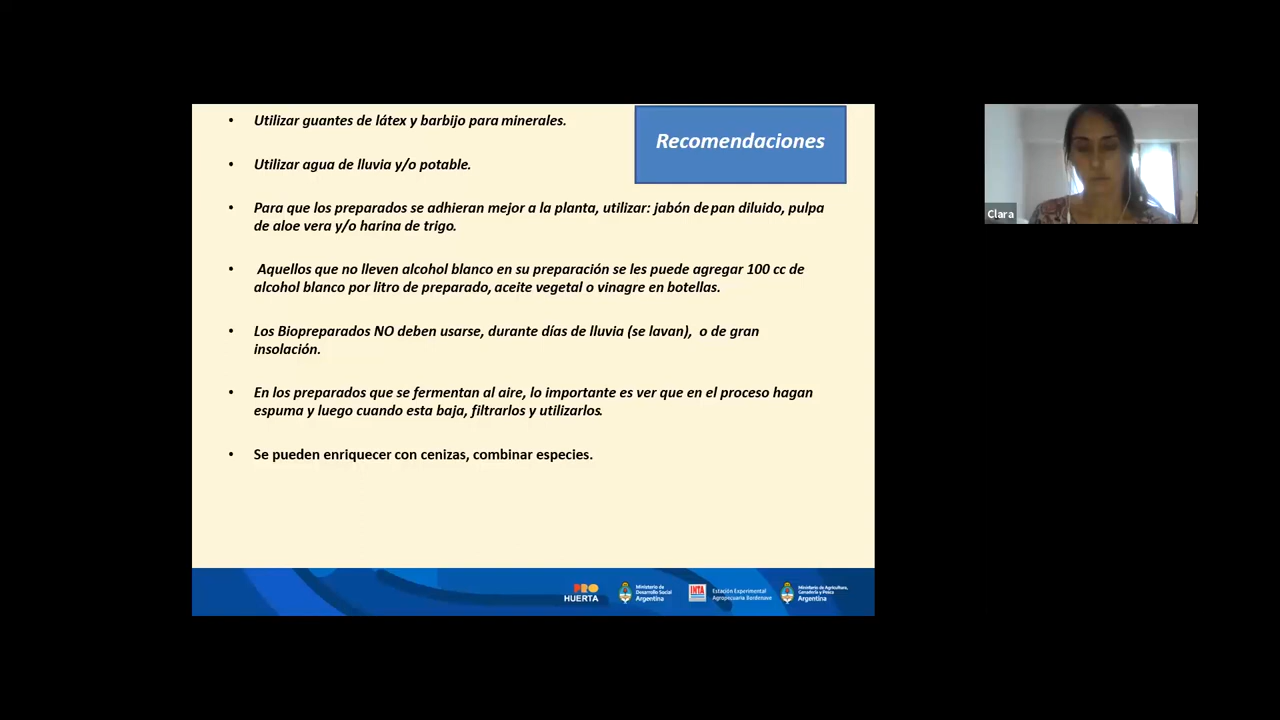 Recomendaciones
• Utilizar guantes de látex y barbijo para minerales.
• Utilizar agua de lluvia y/o potable.
• Para que los preparados se adhieran mejor a la planta, utilizar: jabón de pan diluido, pulpa
de aloe vera y/o harina de trigo.
• Aquellos que no lleven alcohol blanco en su preparación se les puede agregar 100 cc de
alcohol blanco por litro de preparado, aceite vegetal o vinagre en botellas.
• Los Biopreparados NO deben usarse, durante días de lluvia (se lavan), o de gran
insolación.
• En los preparados que se fermentan al aire, lo importante es ver que en el proceso hagan
espuma y luego cuando esta baja, filtrarlos y utilizarlos.
• Se pueden enriquecer con cenizas, combinar especies.
PRO
HUERTA
Ministerio de
Desarrollo Social
Argentina
INTA
Estación Experimental
Agropecuaria Bordenave
Ministerio de Agricultura,
Ganadería y Pesca
Argentina
Clara